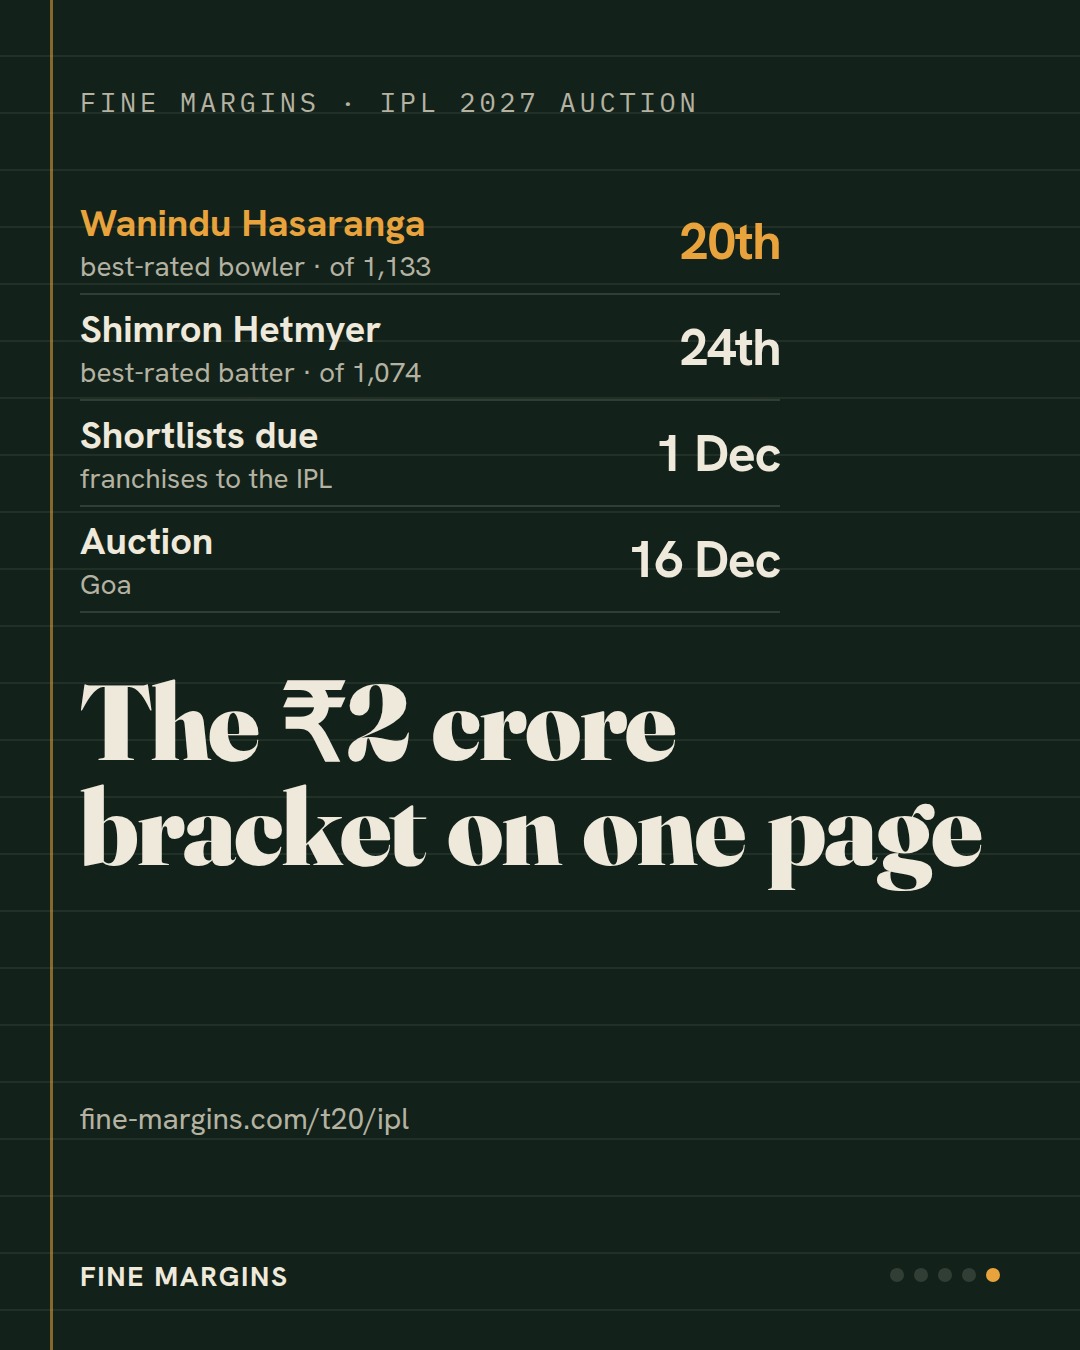 FINE MARGINS · IPL 2027 AUCTION
Wanindu Hasaranga
20th
best-rated bowler · of 1,133
Shimron Hetmyer
24th
best-rated batter · of 1,074
Shortlists due
1 Dec
franchises to the IPL
Auction
16 Dec
Goa
The ₹2 crore
bracket on one page
fine-margins.com/t20/ipl
FINE MARGINS